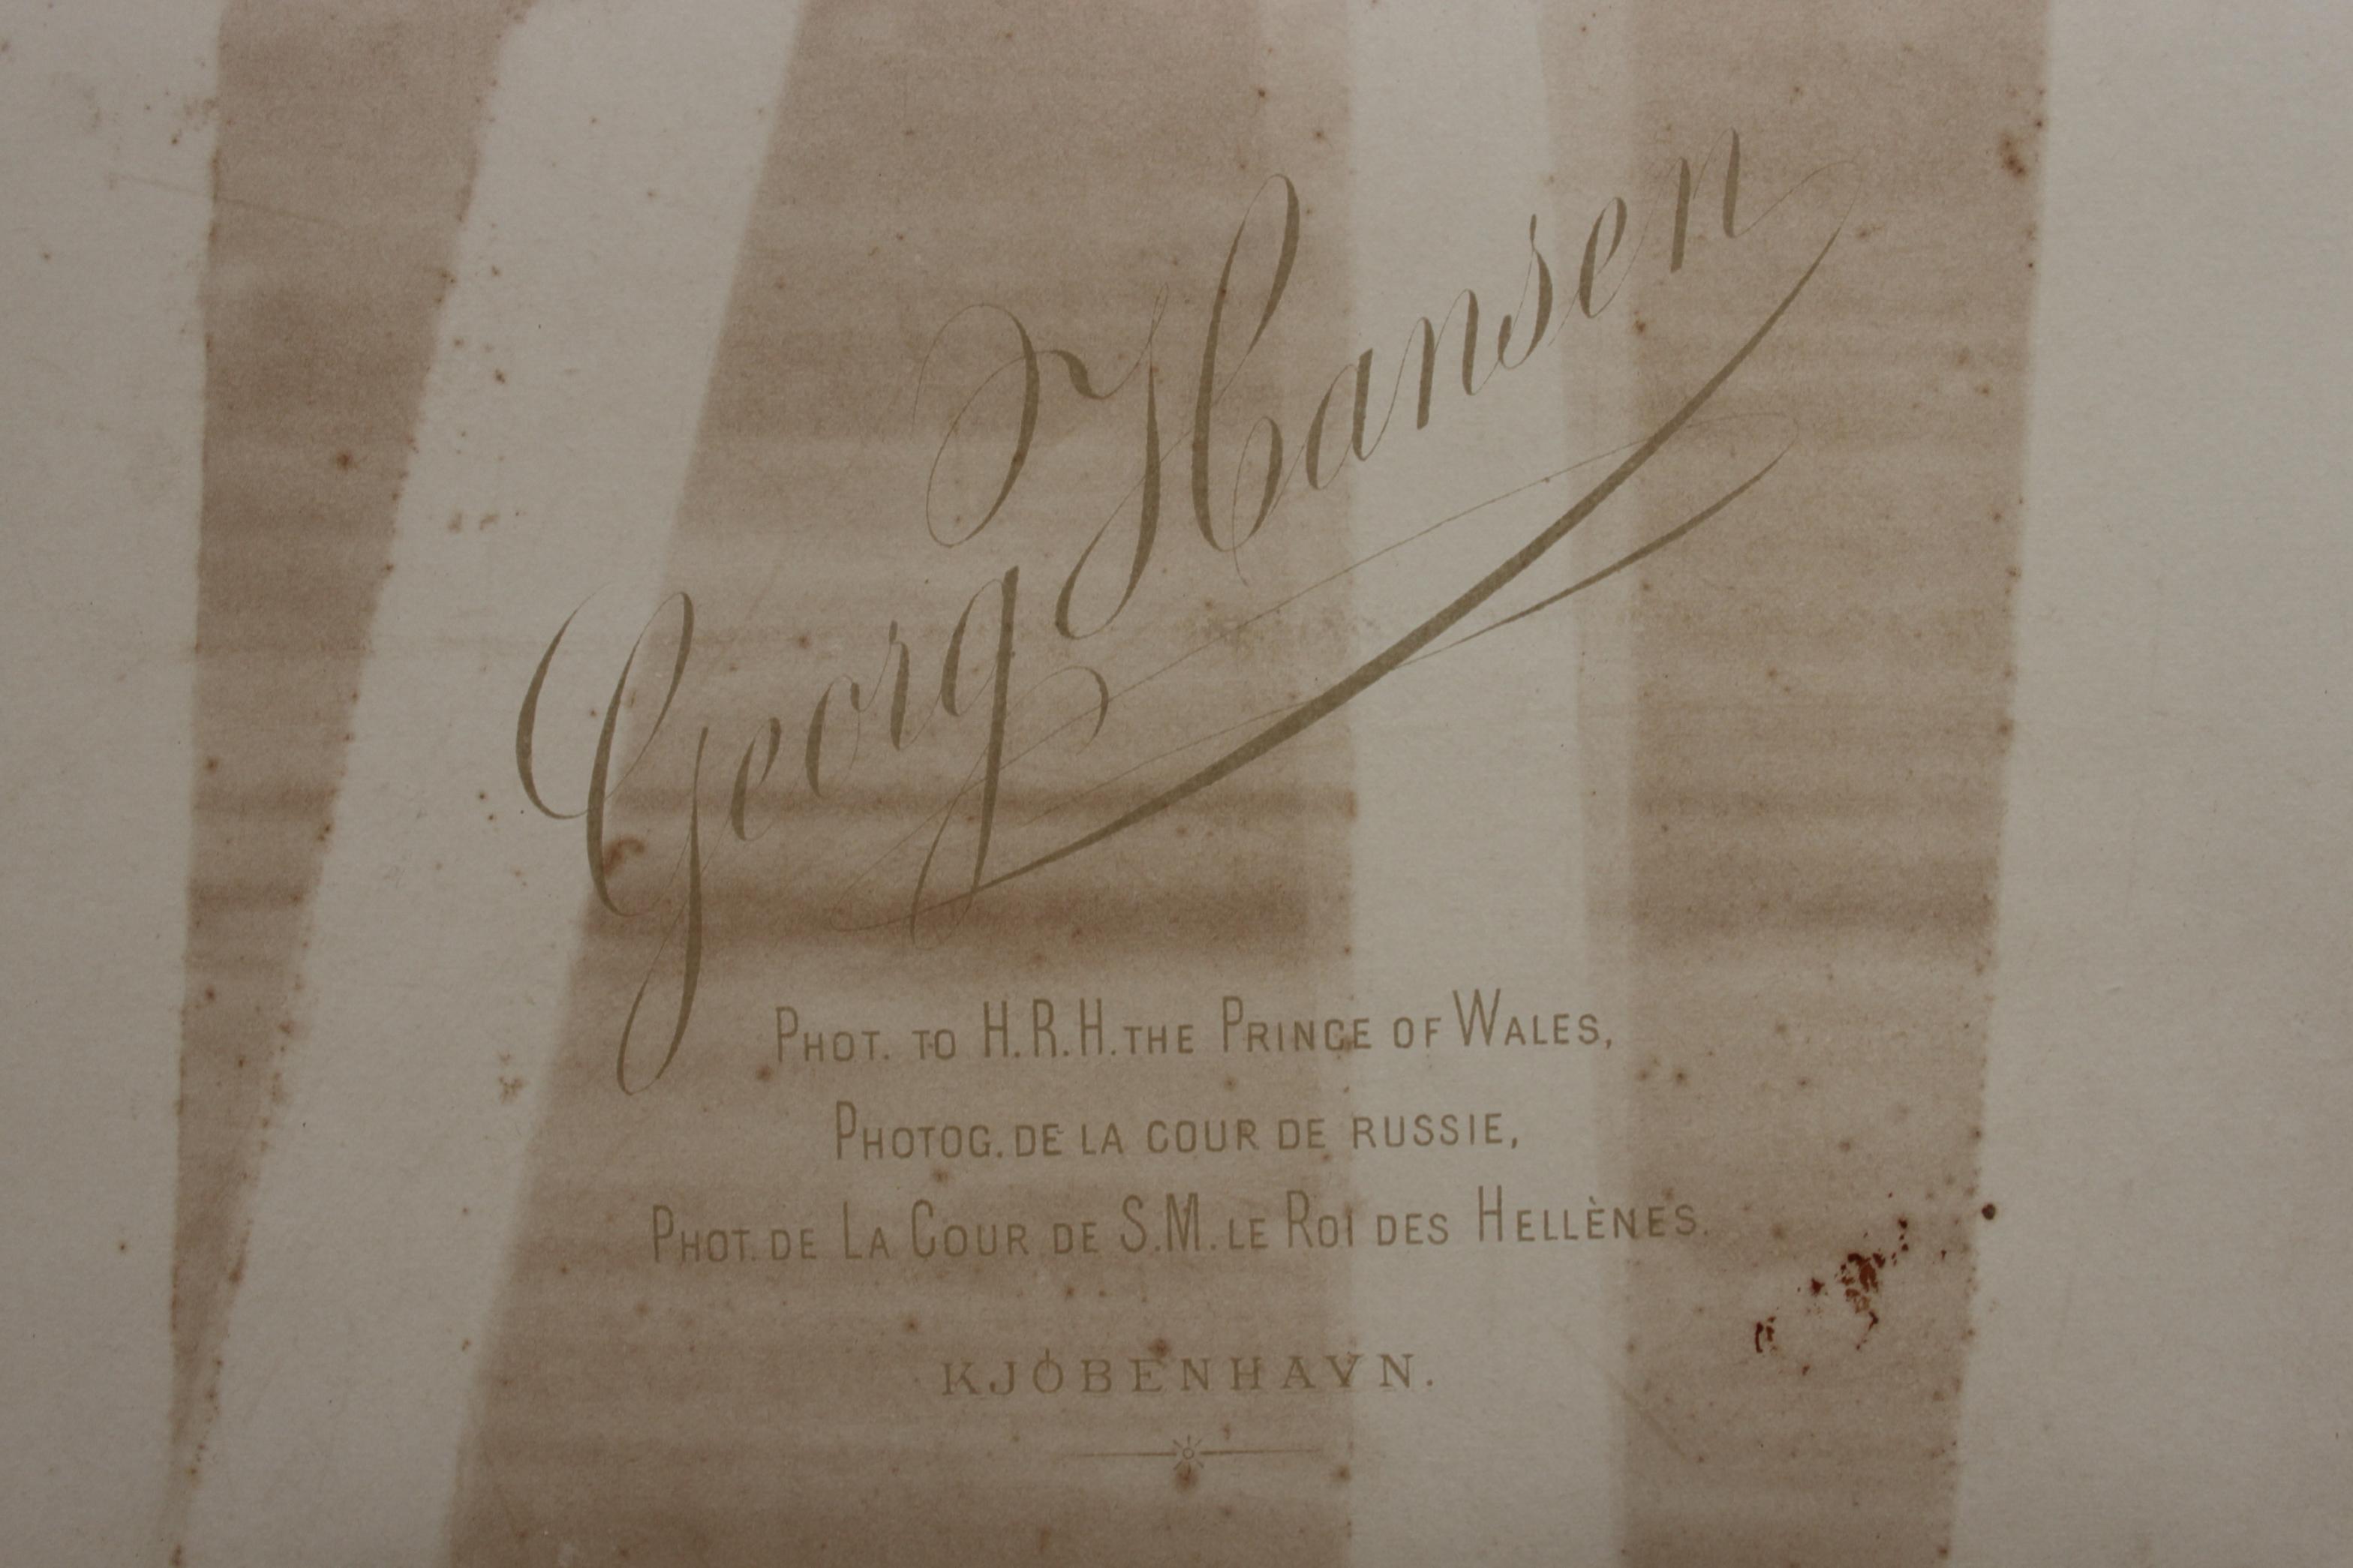 Georg Hansen
PHOT. TO H.R.H. THE PRINCE OF WALES,
PHOTOG. DE LA COUR DE RUSSIE,
PHOT. DE LA COUR DE S.M. LE ROI DES HELLÈNES.
KJÖBENHAVN.